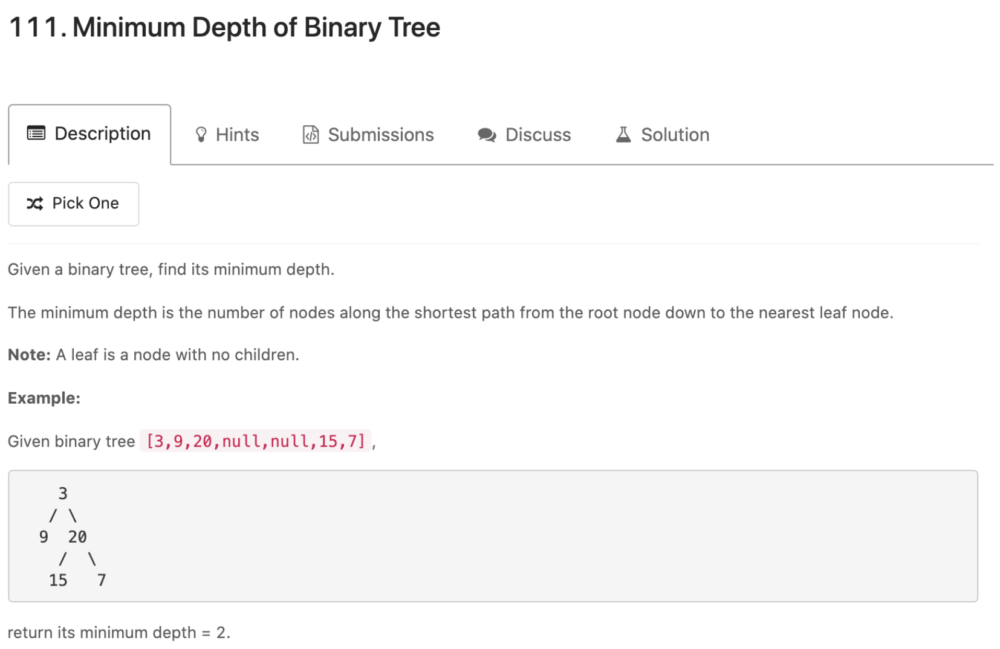 111. Minimum Depth of Binary Tree
Description Hints Submissions Discuss Solution
Pick One
Given a binary tree, find its minimum depth.
The minimum depth is the number of nodes along the shortest path from the root node down to the nearest leaf node.
Note: A leaf is a node with no children.
Example:
Given binary tree [3,9,20,null,null,15,7],
3
/ \
9 20
/ \
15 7
return its minimum depth = 2.